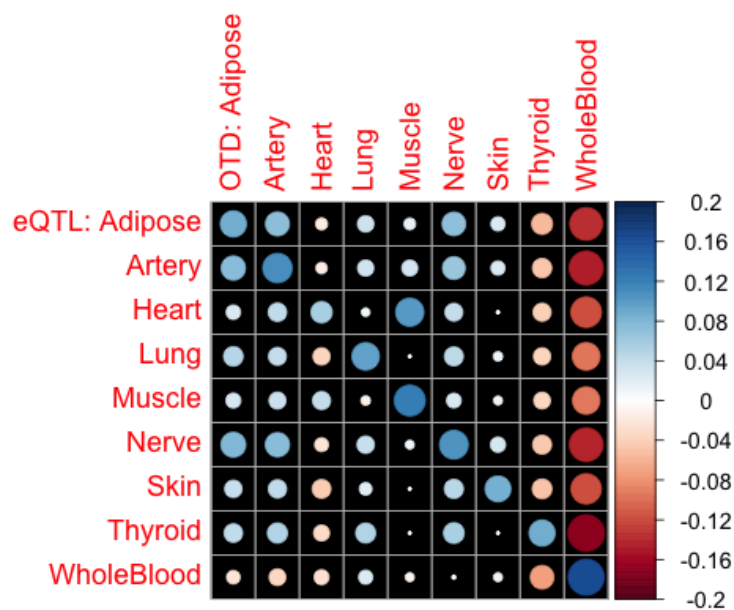 OTD: Adipose
Artery
Heart
Lung
Muscle
Nerve
Skin
Thyroid
WholeBlood
eQTL: Adipose
Artery
Heart
Lung
Muscle
Nerve
Skin
Thyroid
WholeBlood
0.2
0.16
0.12
0.08
0.04
0
-0.04
-0.08
-0.12
-0.16
-0.2